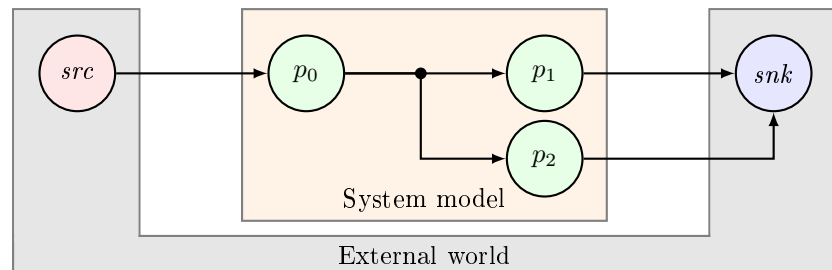 src
p0
p1
snk
p2
System model
External world